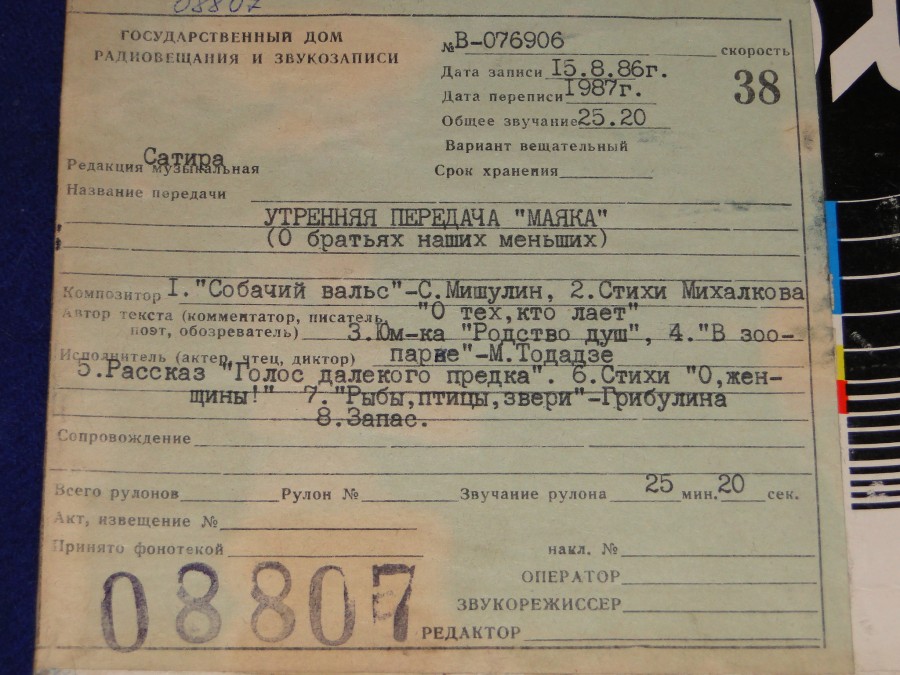 08807
ГОСУДАРСТВЕННЫЙ ДОМ
РАДИОВЕЩАНИЯ И ЗВУКОЗАПИСИ
№В-076906
скорость
38
Дата записи 15.8.86г.
Дата переписи 1987г.
Общее звучание 25.20
Вариант вещательный
Срок хранения
Сатира
Редакция музыкальная
Название передачи
УТРЕННЯЯ ПЕРЕДАЧА "МАЯКА"
(О братьях наших меньших)
Композитор 1."Собачий вальс"-С.Мишулин, 2.Стихи Михалкова
Автор текста (комментатор, писатель, "О тех,кто лает"
поэт, обозреватель) 3.Юм-ка "Родство душ", 4."В зоо-
Исполнитель (актер, чтец, диктор) парке"-М.Тодадзе
5.Рассказ "Голос далекого предка". 6.Стихи "О,жен-
щины!" 7."Рыбы,птицы,звери"-Грибулина
8.Запас.
Сопровождение
Всего рулонов Рулон № Звучание рулона 25 мин. 20 сек.
Акт, извещение №
Принято фонотекой накл. №
ОПЕРАТОР
ЗВУКОРЕЖИССЕР
РЕДАКТОР
08807